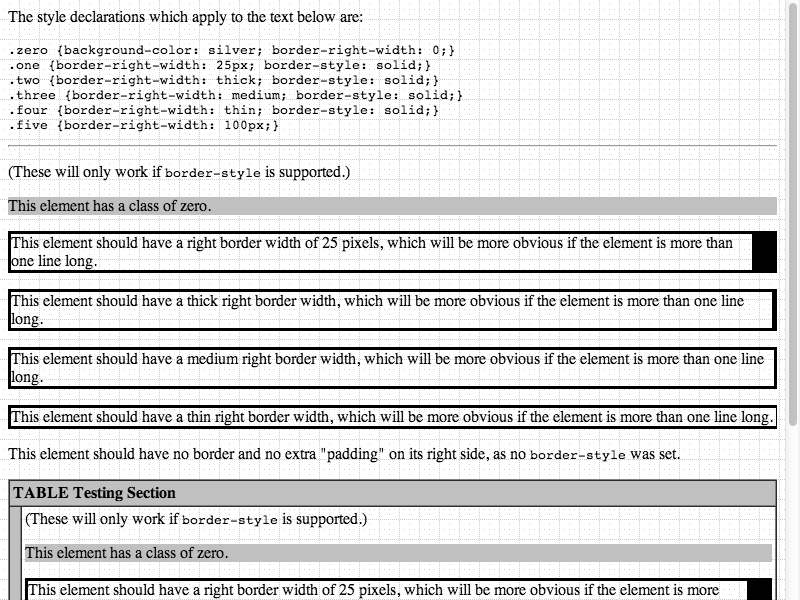 The style declarations which apply to the text below are:
.zero {background-color: silver; border-right-width: 0;}
.one {border-right-width: 25px; border-style: solid;}
.two {border-right-width: thick; border-style: solid;}
.three {border-right-width: medium; border-style: solid;}
.four {border-right-width: thin; border-style: solid;}
.five {border-right-width: 100px;}
(These will only work if border-style is supported.)
This element has a class of zero.
This element should have a right border width of 25 pixels, which will be more obvious if the element is more than
one line long.
This element should have a thick right border width, which will be more obvious if the element is more than one line
long.
This element should have a medium right border width, which will be more obvious if the element is more than one line
long.
This element should have a thin right border width, which will be more obvious if the element is more than one line long.
This element should have no border and no extra "padding" on its right side, as no border-style was set.
TABLE Testing Section
(These will only work if border-style is supported.)
This element has a class of zero.
This element should have a right border width of 25 pixels, which will be more obvious if the element is more